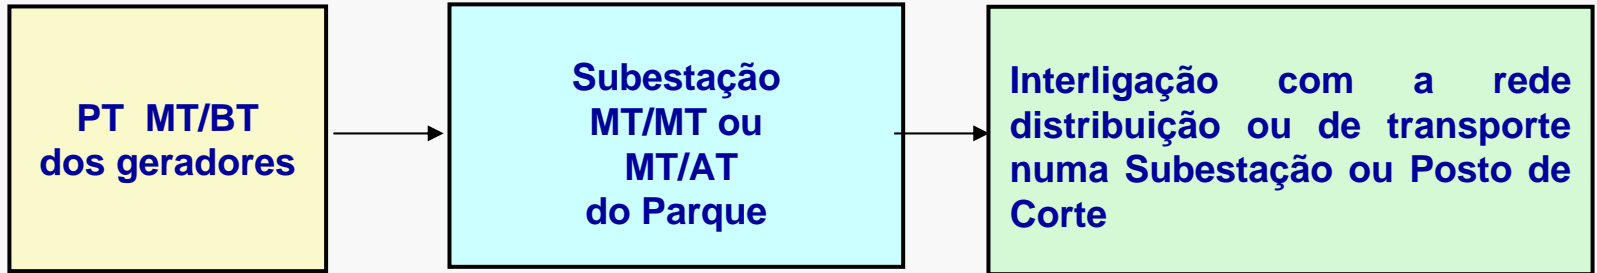 PT MT/BT
dos geradores
Subestação
MT/MT ou
MT/AT
do Parque
Interligação com a rede
distribuição ou de transporte
numa Subestação ou Posto de
Corte